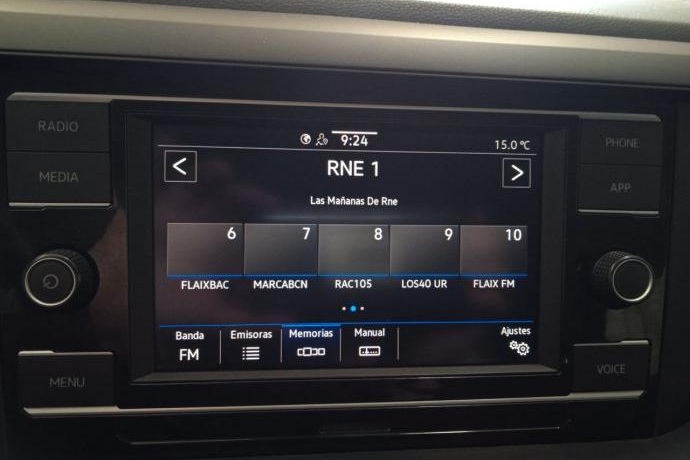 RADIO
MEDIA
MENU
9:24
15.0 °C
<
RNE 1
>
Las Mañanas De Rne
6 7 8 9 10
FLAIXBAC MARCABCN RAC105 LOS40 UR FLAIX FM
Banda Emisoras Memorias Manual Ajustes
FM
PHONE
APP
VOICE